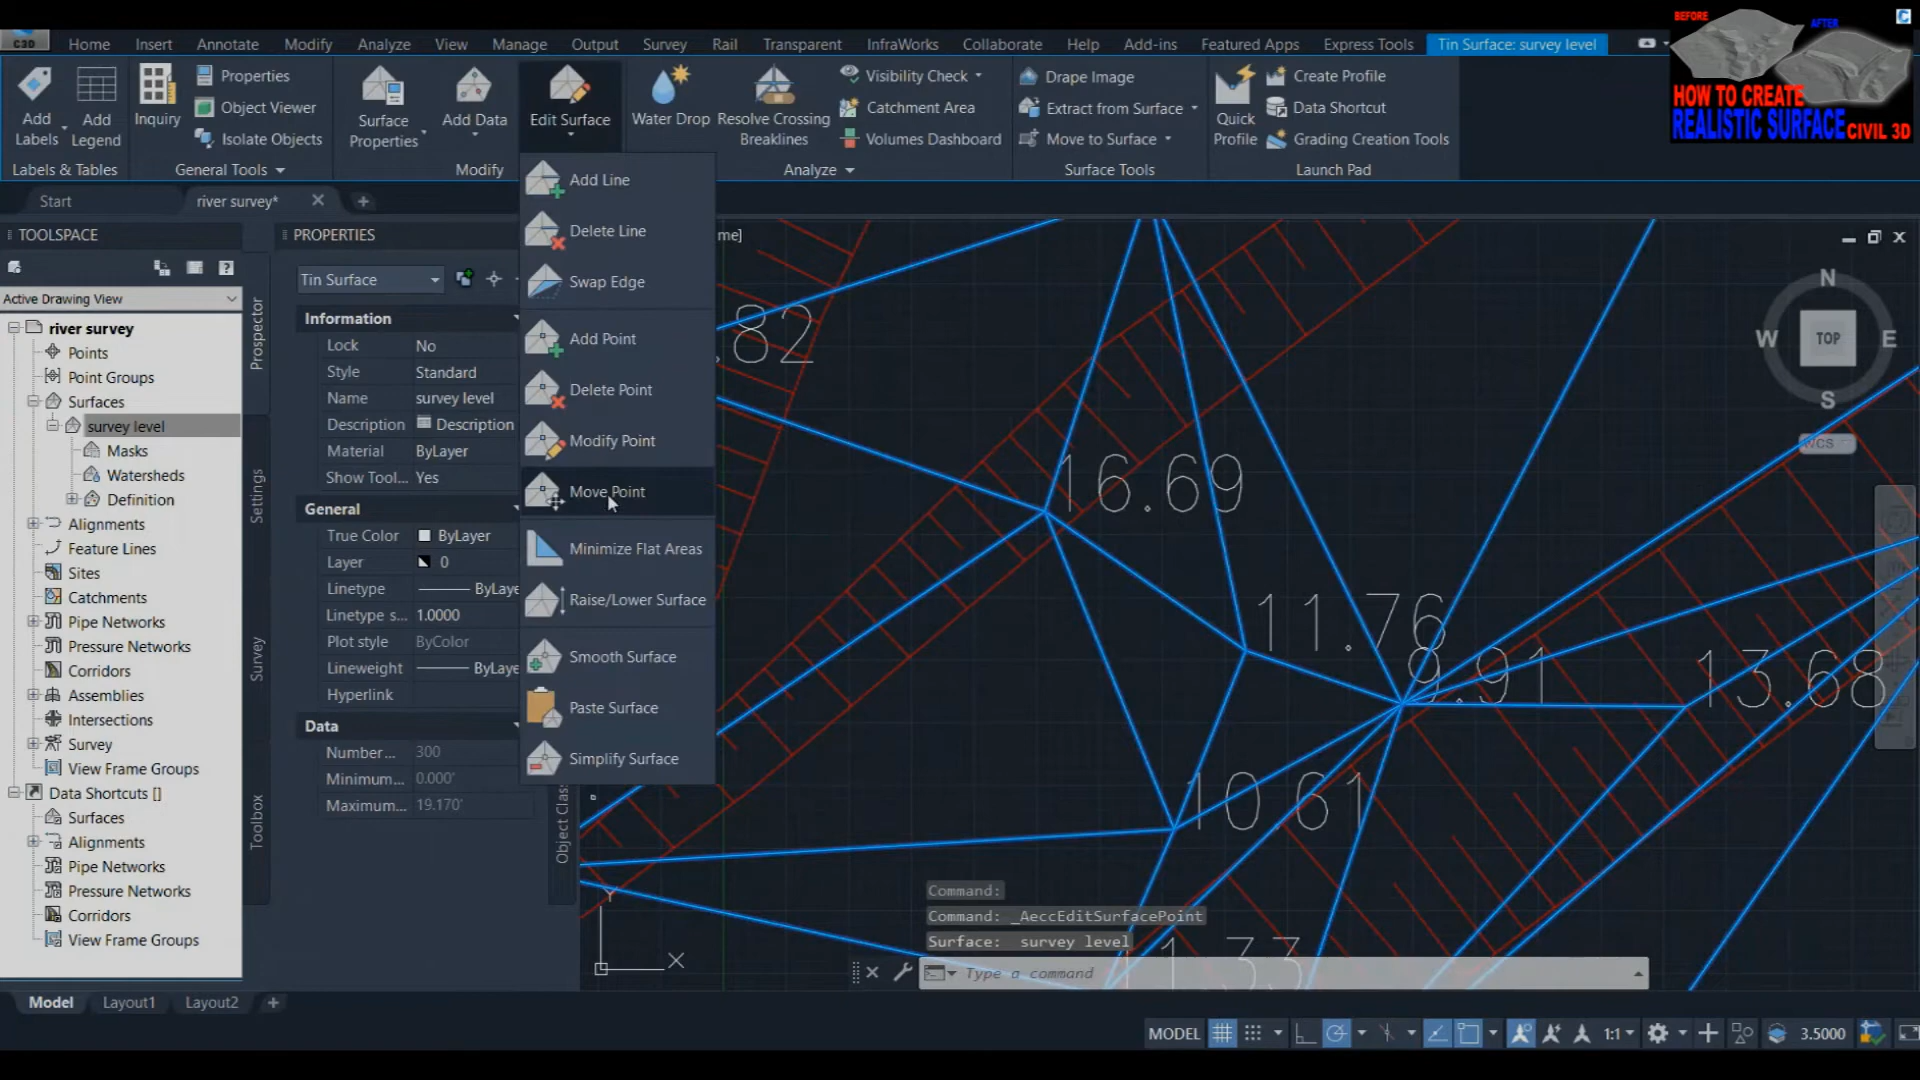 BEFORE
AFTER
HOW TO CREATE
REALISTIC SURFACE CIVIL 3D
C3D
Home Insert Annotate Modify Analyze View Manage Output Survey Rail Transparent InfraWorks Collaborate Help Add-ins Featured Apps Express Tools Tin Surface: survey level
Add Labels
Add Legend
Labels & Tables
Inquiry
Properties
Object Viewer
Isolate Objects
General Tools
Surface Properties
Add Data
Edit Surface
Modify
Water Drop
Resolve Crossing Breaklines
Visibility Check
Catchment Area
Volumes Dashboard
Analyze
Drape Image
Extract from Surface
Move to Surface
Surface Tools
Quick Profile
Create Profile
Data Shortcut
Grading Creation Tools
Launch Pad
Start
river survey*
TOOLSPACE
Active Drawing View
river survey
Points
Point Groups
Surfaces
survey level
Masks
Watersheds
Definition
Alignments
Feature Lines
Sites
Catchments
Pipe Networks
Pressure Networks
Corridors
Assemblies
Intersections
Survey
View Frame Groups
Data Shortcuts []
Surfaces
Alignments
Pipe Networks
Pressure Networks
Corridors
View Frame Groups
Prospector
Settings
Survey
Toolbox
PROPERTIES
Tin Surface
Information
Lock No
Style Standard
Name survey level
Description Description
Material ByLayer
Show Tool... Yes
General
True Color ByLayer
Layer 0
Linetype ByLaye
Linetype s... 1.0000
Plot style ByColor
Lineweight ByLaye
Hyperlink
Data
Number ... 300
Minimum... 0.000'
Maximum... 19.170'
Object Clas
Add Line
Delete Line
Swap Edge
Add Point
Delete Point
Modify Point
Move Point
Minimize Flat Areas
Raise/Lower Surface
Smooth Surface
Paste Surface
Simplify Surface
me]
.82
16.69
11.76
9.91
13.68
10.61
11.33
N
W
TOP
E
S
WCS
Y
X
Command:
Command: _AeccEditSurfacePoint
Surface: survey level
Type a command
Model Layout1 Layout2
MODEL
1:1
3.5000